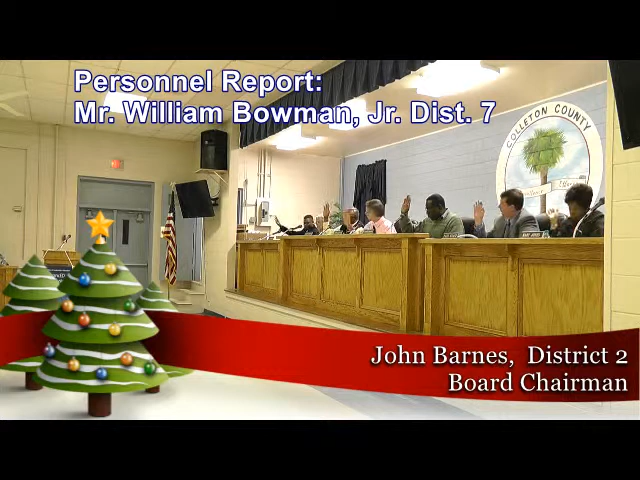 Personnel Report:
Mr. William Bowman, Jr. Dist. 7
COLLETON COUNTY
John Barnes, District 2
Board Chairman